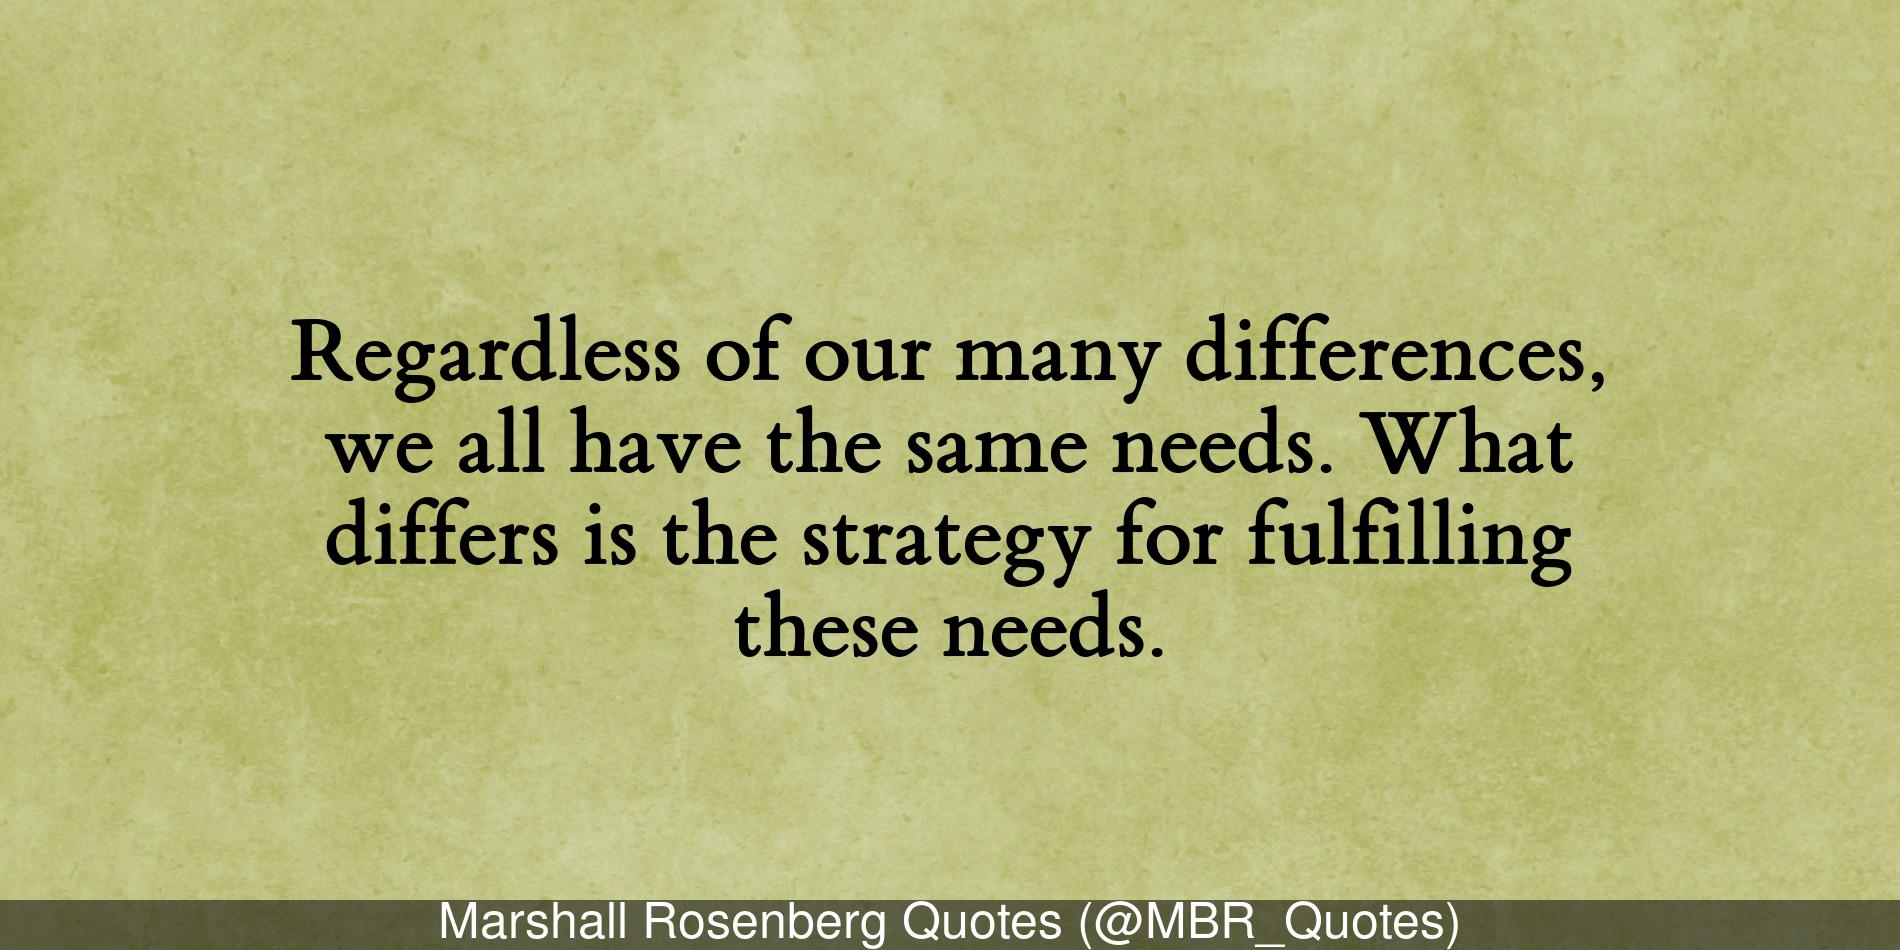 Regardless of our many differences,
we all have the same needs. What
differs is the strategy for fulfilling
these needs.
Marshall Rosenberg Quotes (@MBR_Quotes)